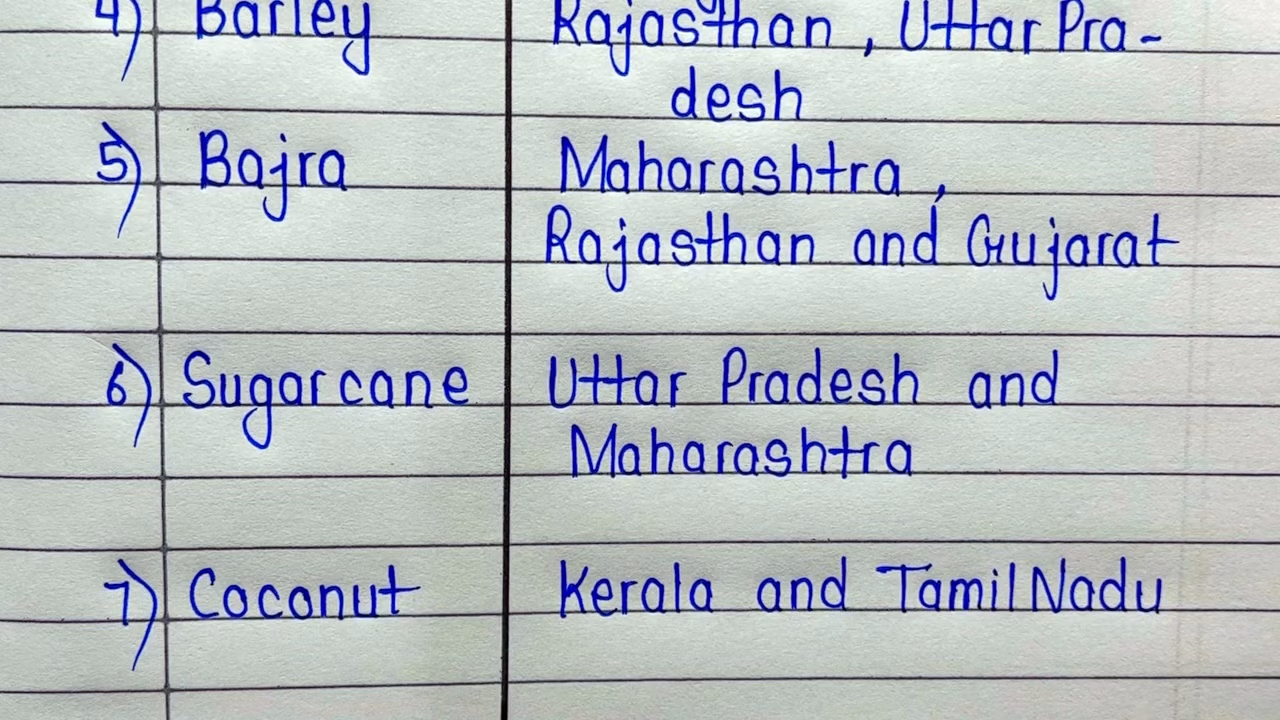 4) Barley Rajasthan, Uttar Pra-
desh
5) Bajra Maharashtra,
Rajasthan and Gujarat
6) Sugarcane Uttar Pradesh and
Maharashtra
7) Coconut Kerala and Tamil Nadu